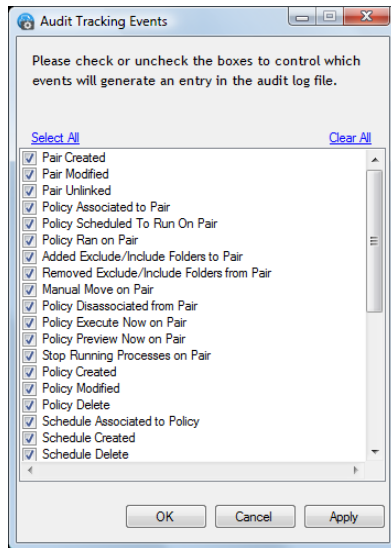 Audit Tracking Events
Please check or uncheck the boxes to control which
events will generate an entry in the audit log file.
Select All Clear All
Pair Created
Pair Modified
Pair Unlinked
Policy Associated to Pair
Policy Scheduled To Run On Pair
Policy Ran on Pair
Added Exclude/Include Folders to Pair
Removed Exclude/Include Folders from Pair
Manual Move on Pair
Policy Disassociated from Pair
Policy Execute Now on Pair
Policy Preview Now on Pair
Stop Running Processes on Pair
Policy Created
Policy Modified
Policy Delete
Schedule Associated to Policy
Schedule Created
Schedule Delete
OK Cancel Apply